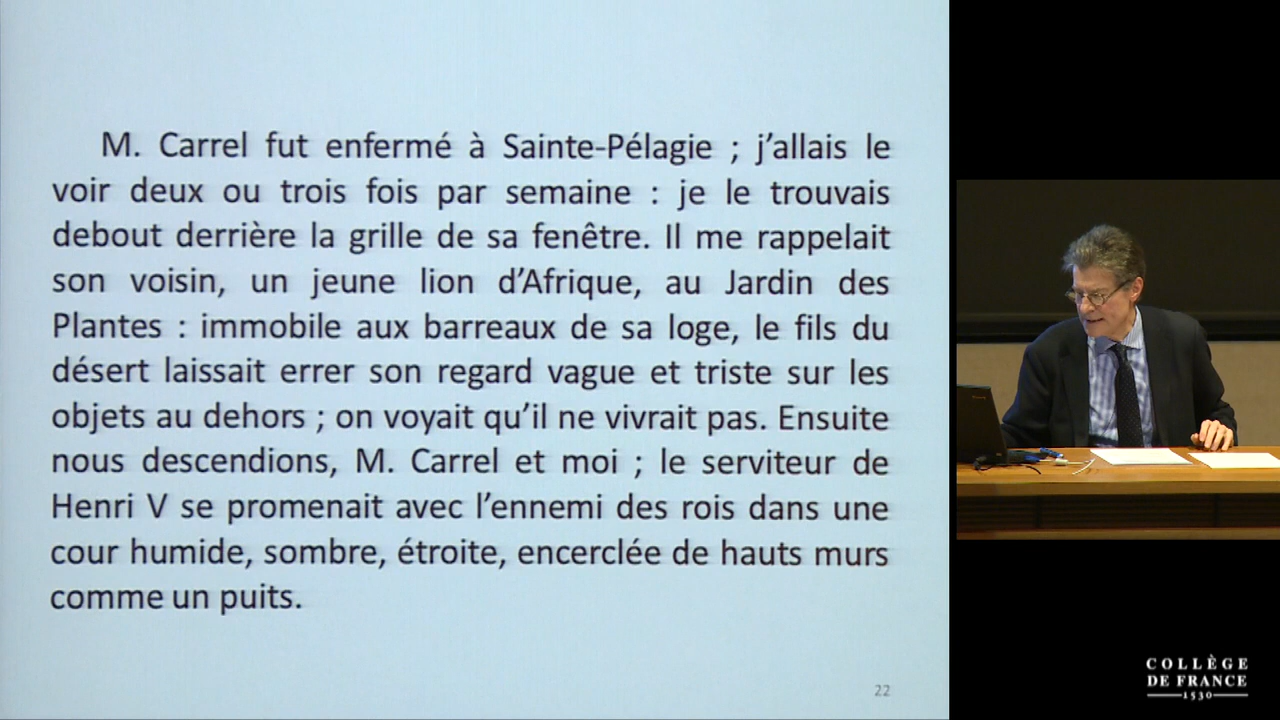 M. Carrel fut enfermé à Sainte-Pélagie ; j’allais le
voir deux ou trois fois par semaine : je le trouvais
debout derrière la grille de sa fenêtre. Il me rappelait
son voisin, un jeune lion d’Afrique, au Jardin des
Plantes : immobile aux barreaux de sa loge, le fils du
désert laissait errer son regard vague et triste sur les
objets au dehors ; on voyait qu’il ne vivrait pas. Ensuite
nous descendions, M. Carrel et moi ; le serviteur de
Henri V se promenait avec l’ennemi des rois dans une
cour humide, sombre, étroite, encerclée de hauts murs
comme un puits.
22
COLLÈGE
DE FRANCE
1530